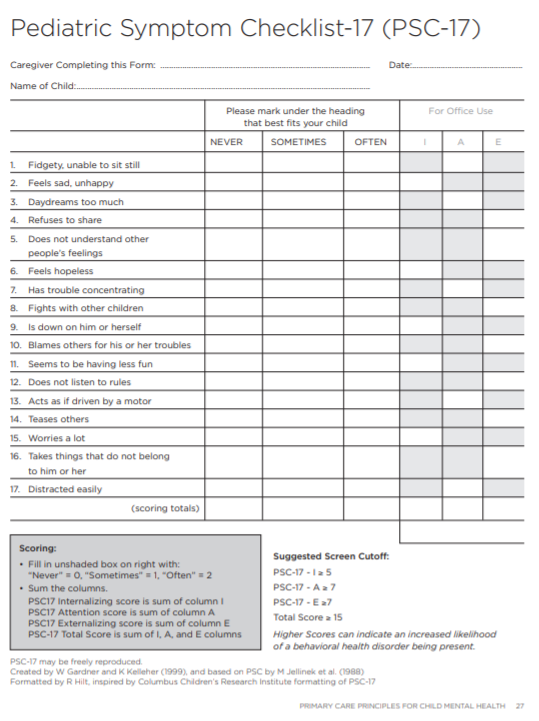 Pediatric Symptom Checklist-17 (PSC-17)
Caregiver Completing this Form: Date:
Name of Child:
Please mark under the heading
that best fits your child
For Office Use
NEVER SOMETIMES OFTEN I A E
1. Fidgety, unable to sit still
2. Feels sad, unhappy
3. Daydreams too much
4. Refuses to share
5. Does not understand other
people's feelings
6. Feels hopeless
7. Has trouble concentrating
8. Fights with other children
9. Is down on him or herself
10. Blames others for his or her troubles
11. Seems to be having less fun
12. Does not listen to rules
13. Acts as if driven by a motor
14. Teases others
15. Worries a lot
16. Takes things that do not belong
to him or her
17. Distracted easily
(scoring totals)
Scoring:
• Fill in unshaded box on right with:
"Never" = 0, "Sometimes" = 1, "Often" = 2
• Sum the columns.
PSC17 Internalizing score is sum of column I
PSC17 Attention score is sum of column A
PSC17 Externalizing score is sum of column E
PSC-17 Total Score is sum of I, A, and E columns
Suggested Screen Cutoff:
PSC-17 - I ≥ 5
PSC-17 - A ≥ 7
PSC-17 - E ≥7
Total Score ≥ 15
Higher Scores can indicate an increased likelihood
of a behavioral health disorder being present.
PSC-17 may be freely reproduced.
Created by W Gardner and K Kelleher (1999), and based on PSC by M Jellinek et al. (1988)
Formatted by R Hilt, inspired by Columbus Children's Research Institute formatting of PSC-17
PRIMARY CARE PRINCIPLES FOR CHILD MENTAL HEALTH 27